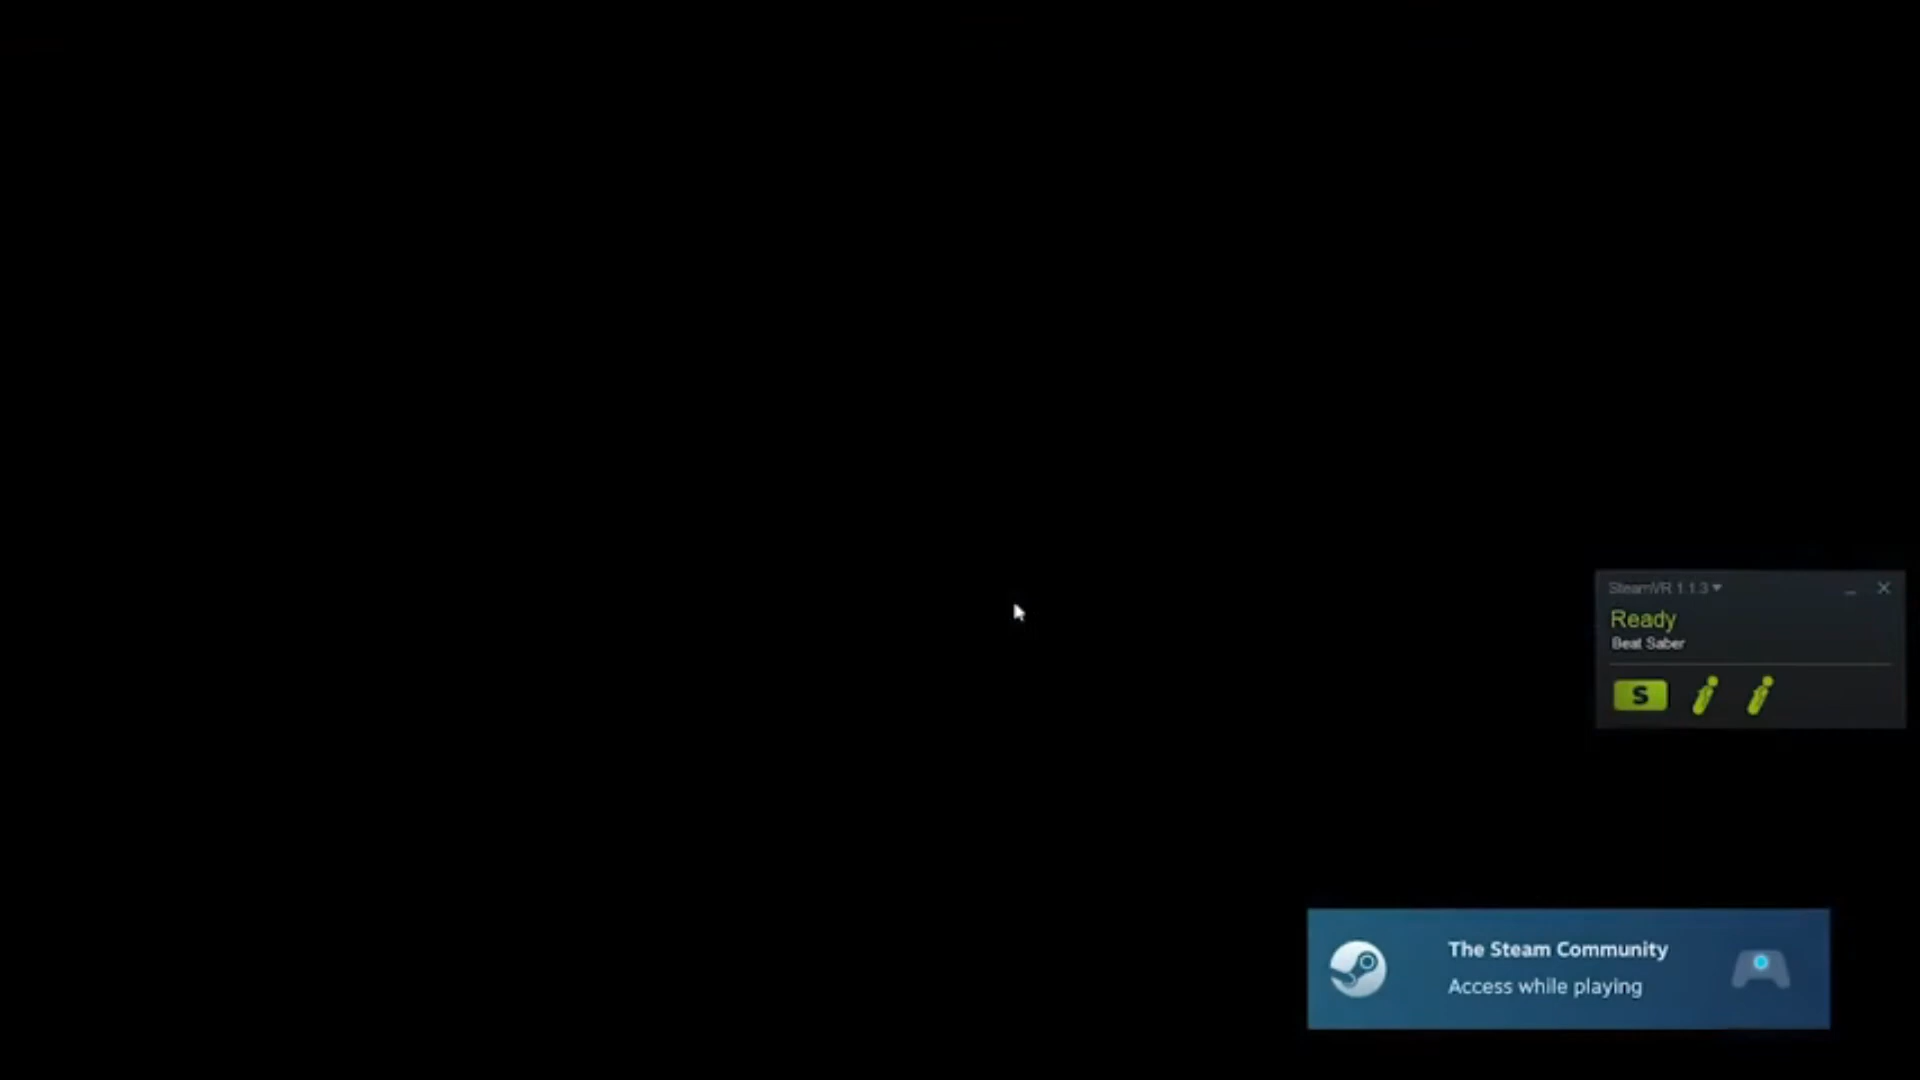 SteamVR 1.1.3
Ready
Beat Saber
S
The Steam Community
Access while playing